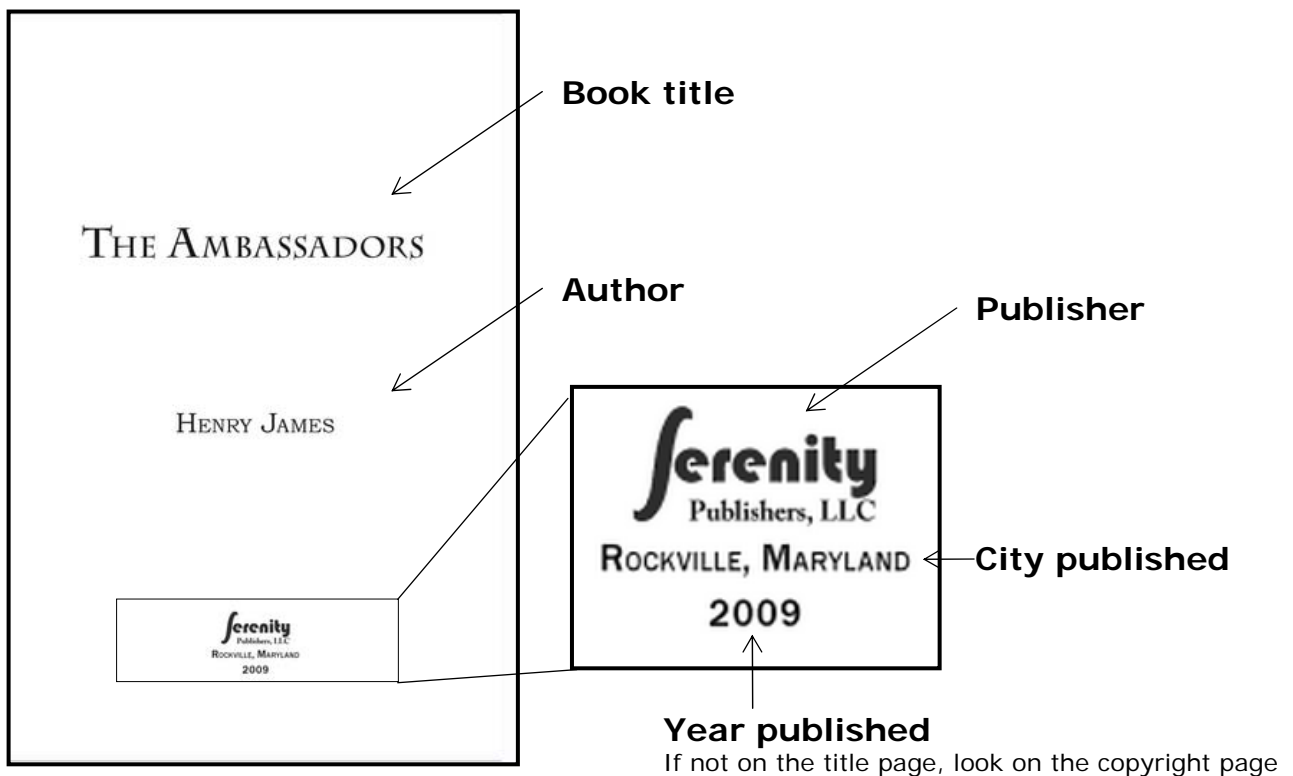 Book title
THE AMBASSADORS
Author
HENRY JAMES
Publisher
Serenity
Publishers, LLC
ROCKVILLE, MARYLAND
2009
City published
Serenity
Publishers, LLC
ROCKVILLE, MARYLAND
2009
Year published
If not on the title page, look on the copyright page